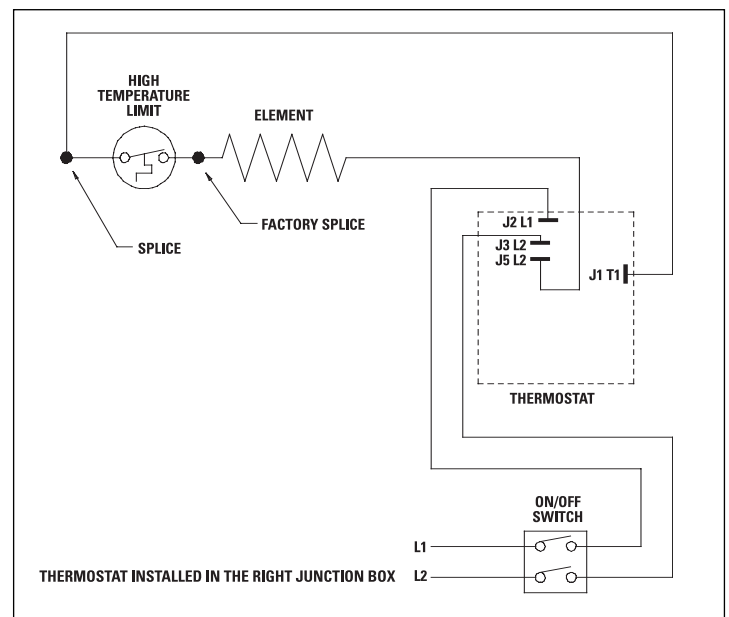 HIGH
TEMPERATURE
LIMIT
ELEMENT
FACTORY SPLICE
SPLICE
J2 L1
J3 L2
J5 L2
J1 T1
THERMOSTAT
ON/OFF
SWITCH
L1
THERMOSTAT INSTALLED IN THE RIGHT JUNCTION BOX L2